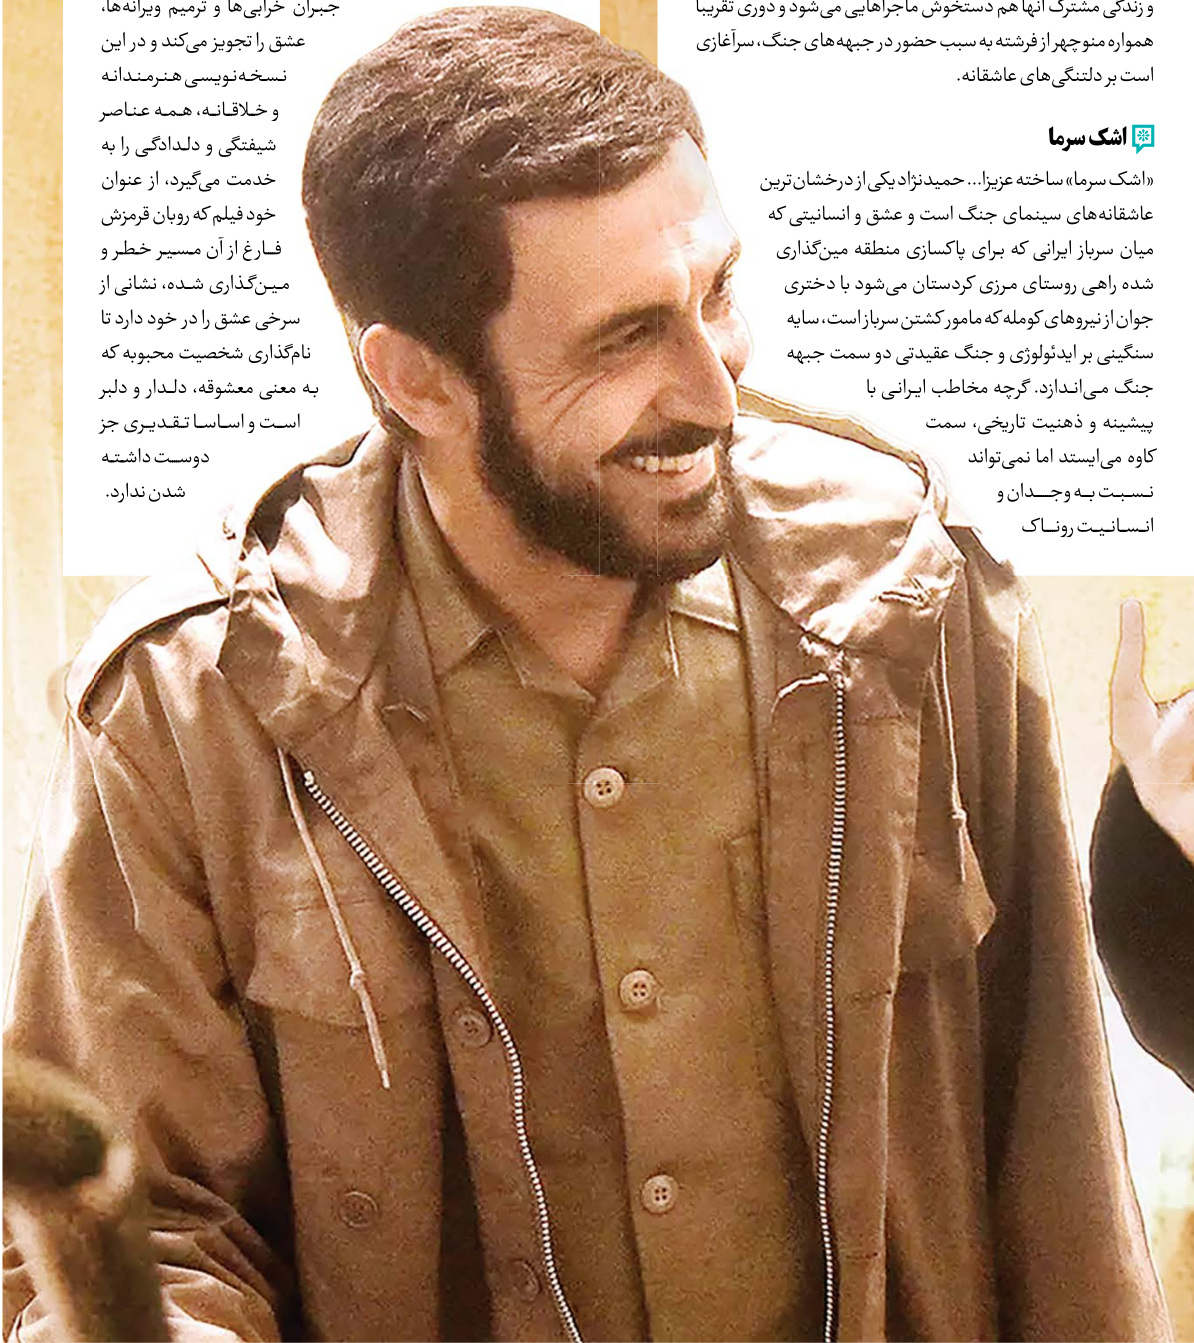 و زندگی مشترک آنها هم دستخوش ماجراهایی می‌شود و دوری تقریبا
همواره منوچهر از فرشته به سبب حضور در جبهه‌های جنگ، سرآغازی
است بر دلتنگی‌های عاشقانه.
اشک سرما
«اشک سرما» ساخته عزیزا... حمیدنژاد یکی از درخشان‌ترین
عاشقانه‌های سینمای جنگ است و عشق و انسانیتی که
میان سرباز ایرانی که برای پاکسازی منطقه مین‌گذاری
شده راهی روستای مرزی کردستان می‌شود با دختری
جوان از نیروهای کومله که مامور کشتن سرباز است، سایه
سنگینی بر ایدئولوژی و جنگ عقیدتی دو سمت جبهه
جنگ می‌اندازد. گرچه مخاطب ایرانی با
پیشینه و ذهنیت تاریخی، سمت
کاوه می‌ایستد اما نمی‌تواند
نسبت به وجدان و
انسانیت روناک
جبران خرابی‌ها و ترمیم ویرانه‌ها،
عشق را تجویز می‌کند و در این
نسخه‌نویسی هنرمندانه
و خلاقانه، همه عناصر
شیفتگی و دلدادگی را به
خدمت می‌گیرد، از عنوان
خود فیلم که روبان قرمزش
فارغ از آن مسیر خطر و
مین‌گذاری شده، نشانی از
سرخی عشق را در خود دارد تا
نام‌گذاری شخصیت محبوبه که
به معنی معشوقه، دلدار و دلبر
است و اساسا تقدیری جز
دوست داشته
شدن ندارد.